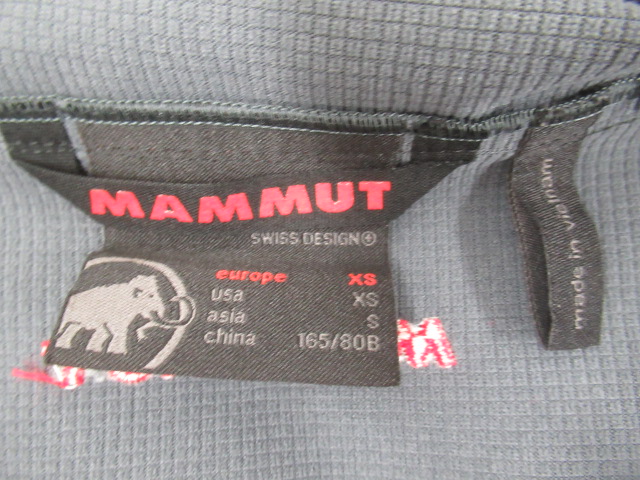 MAMMUT
SWISS DESIGN
europe XS
usa XS
asia S
china 165/80B
made in vietnam